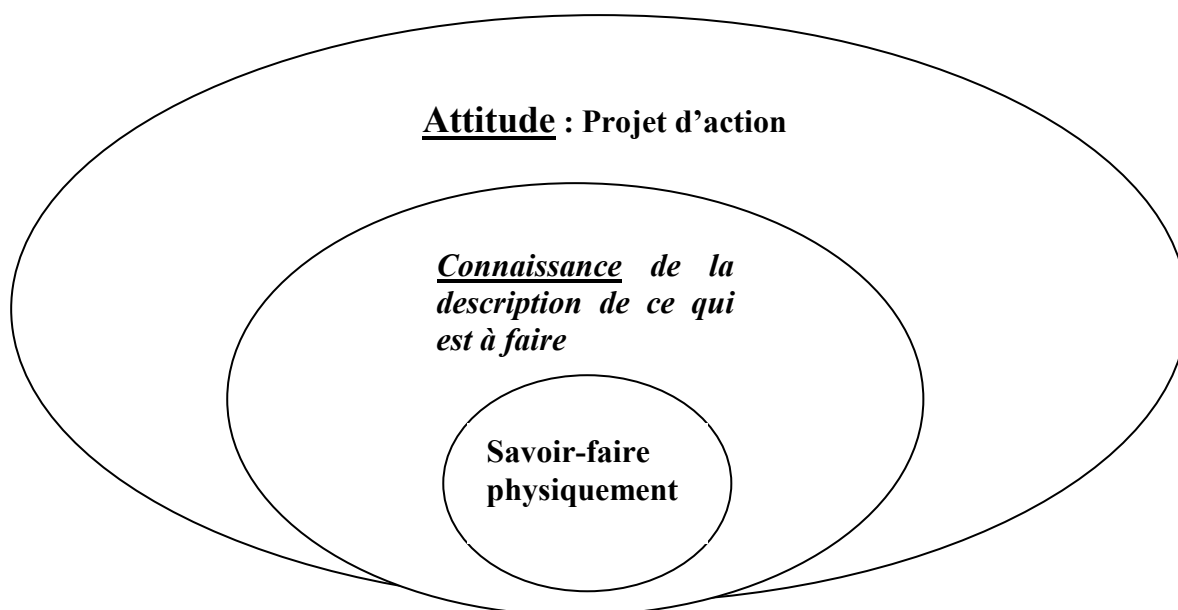 Attitude : Projet d’action
Connaissance de la
description de ce qui
est à faire
Savoir-faire
physiquement